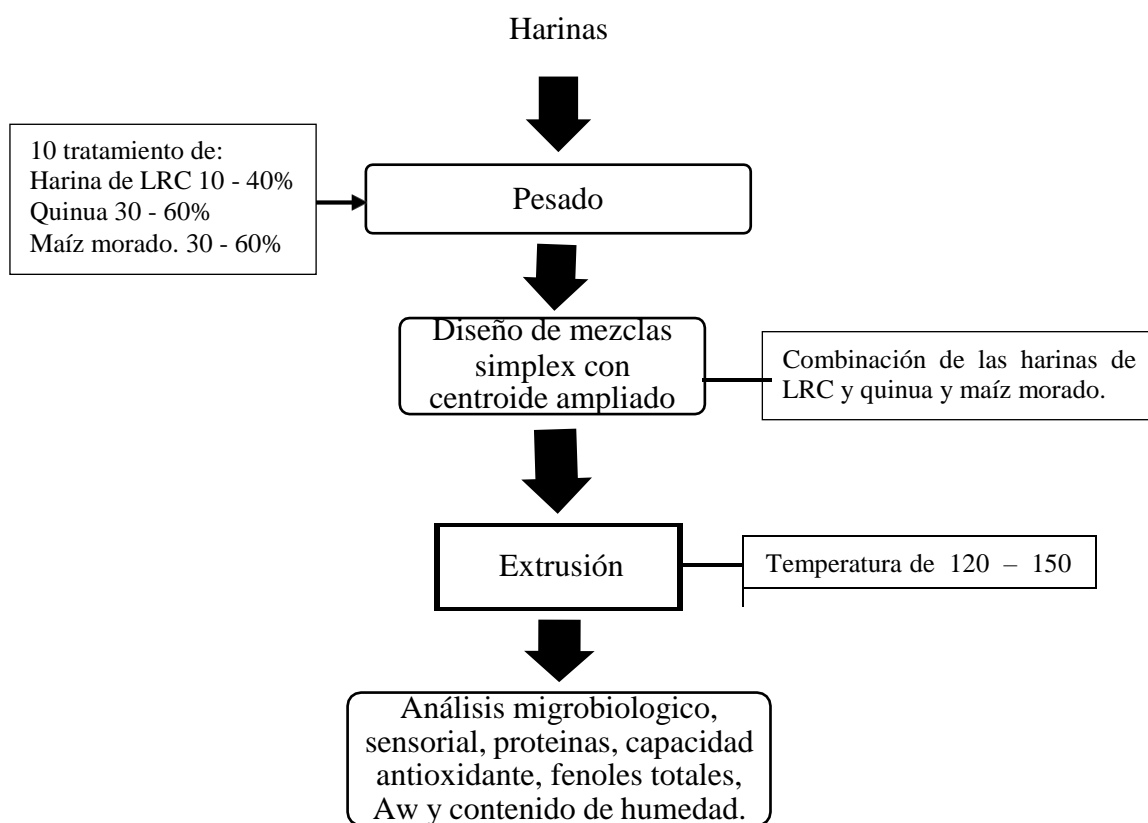 Harinas
10 tratamiento de:
Harina de LRC 10 - 40%
Quinua 30 - 60%
Maíz morado. 30 - 60%
Pesado
Diseño de mezclas
simplex con
centroide ampliado
Combinación de las harinas de
LRC y quinua y maíz morado.
Extrusión
Temperatura de 120 – 150
Análisis migrobiologico,
sensorial, proteinas, capacidad
antioxidante, fenoles totales,
Aw y contenido de humedad.